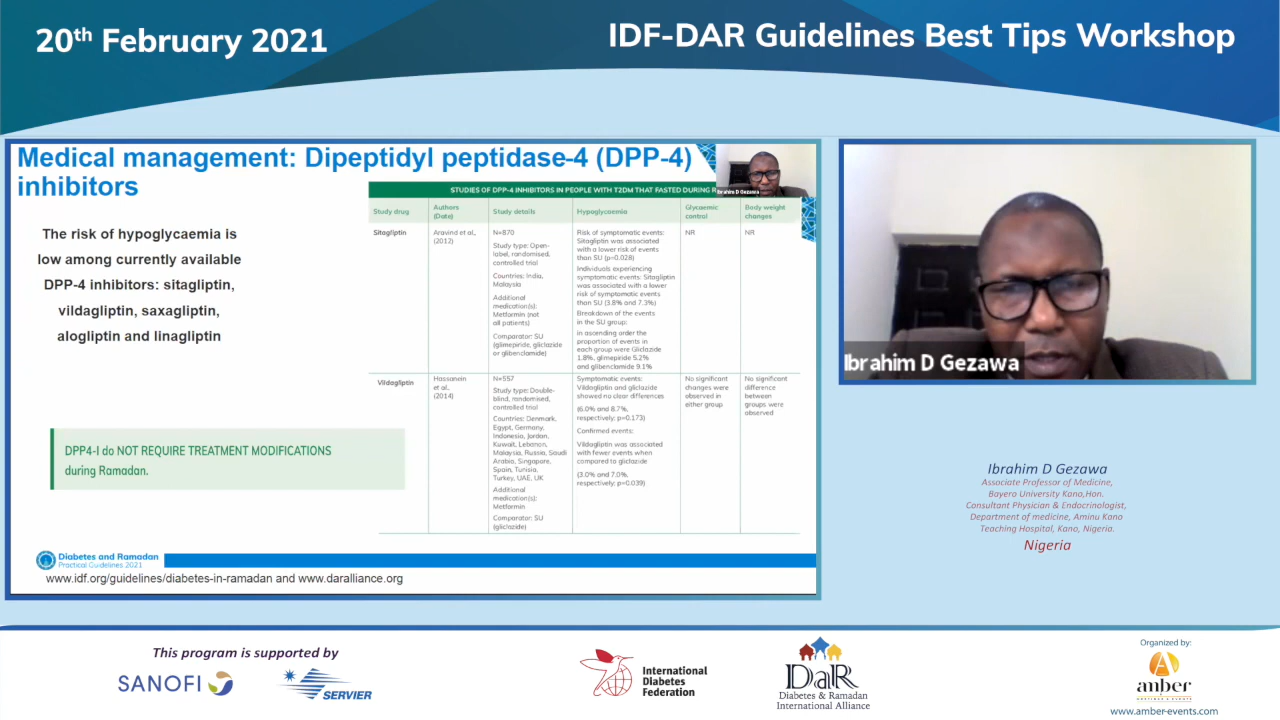 20th February 2021
IDF-DAR Guidelines Best Tips Workshop
Medical management: Dipeptidyl peptidase-4 (DPP-4)
inhibitors
Ibrahim D Gezawa
The risk of hypoglycaemia is
low among currently available
DPP-4 inhibitors: sitagliptin,
vildagliptin, saxagliptin,
alogliptin and linagliptin
DPP4-I do NOT REQUIRE TREATMENT MODIFICATIONS
during Ramadan.
STUDIES OF DPP-4 INHIBITORS IN PEOPLE WITH T2DM THAT FASTED DURING
Study drug
Authors
(Date)
Study details
Hypoglycaemia
Glycaemic
control
Body weight
changes
Sitagliptin
Aravind et al.,
(2012)
N=870
Study type: Open-
label, randomised,
controlled trial
Countries: India,
Malaysia
Additional
medication(s):
Metformin (not
all patients)
Comparator: SU
(glimepiride, gliclazide
or glibenclamide)
Risk of symptomatic events:
Sitagliptin was associated
with a lower risk of events
than SU (p=0.028)
Individuals experiencing
symptomatic events: Sitagliptin
was associated with a lower
risk of symptomatic events
than SU (3.8% and 7.3%)
Breakdown of the events
in the SU group:
in ascending order the
proportion of events in
each group were Gliclazide
1.8%, glimepiride 5.2%
and glibenclamide 9.1%
NR
NR
Vildagliptin
Hassanein
et al.,
(2014)
N=557
Study type: Double-
blind, randomised,
controlled trial
Countries: Denmark,
Egypt, Germany,
Indonesia, Jordan,
Kuwait, Lebanon,
Malaysia, Russia, Saudi
Arabia, Singapore,
Spain, Tunisia,
Turkey, UAE, UK
Additional
medication(s):
Metformin
Comparator: SU
(gliclazide)
Symptomatic events:
Vildagliptin and gliclazide
showed no clear differences
(6.0% and 8.7%,
respectively; p=0.173)
Confirmed events:
Vildagliptin was associated
with fewer events when
compared to gliclazide
(3.0% and 7.0%,
respectively; p=0.039)
No significant
changes were
observed in
either group
No significant
difference
between
groups were
observed
Diabetes and Ramadan
Practical Guidelines 2021
www.idf.org/guidelines/diabetes-in-ramadan and www.daralliance.org
Ibrahim D Gezawa
Ibrahim D Gezawa
Associate Professor of Medicine,
Bayero University Kano,Hon.
Consultant Physician & Endocrinologist,
Department of medicine, Aminu Kano
Teaching Hospital, Kano, Nigeria.
Nigeria
This program is supported by
SANOFI
SERVIER
International
Diabetes
Federation
DaR
Diabetes & Ramadan
International Alliance
Organized by:
anber
www.amber-events.com